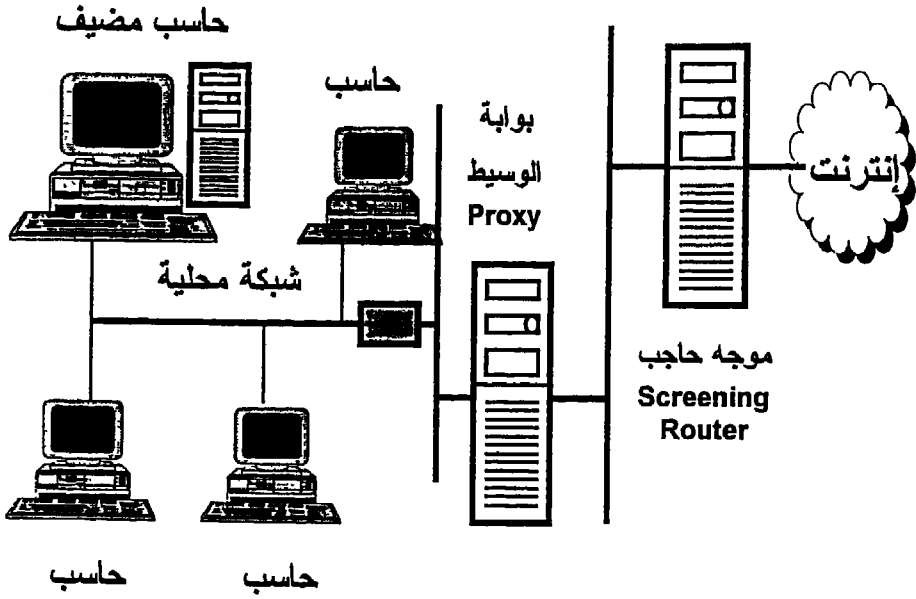 حاسب مضيف
حاسب
بوابة
الوسيط
Proxy
إنترنت
شبكة محلية
موجه حاجب
Screening
Router
حاسب
حاسب